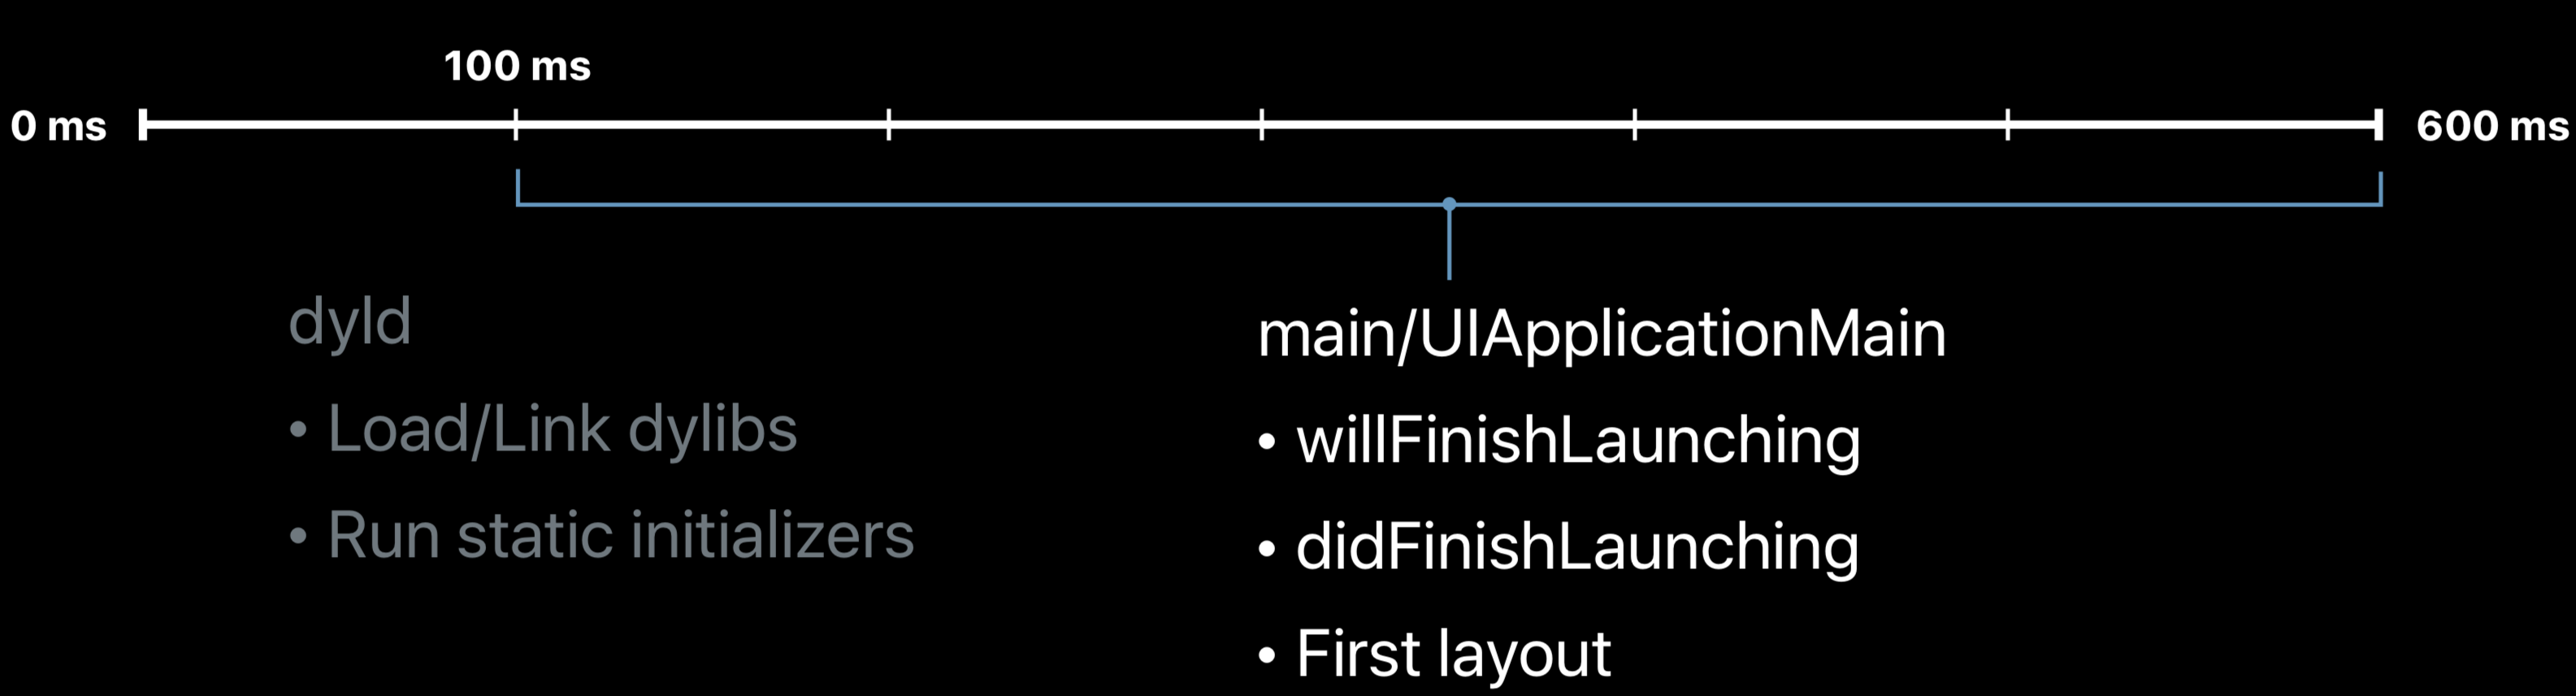 100 ms
0 ms
600 ms
dyld
• Load/Link dylibs
• Run static initializers
main/UIApplicationMain
• willFinishLaunching
• didFinishLaunching
• First layout